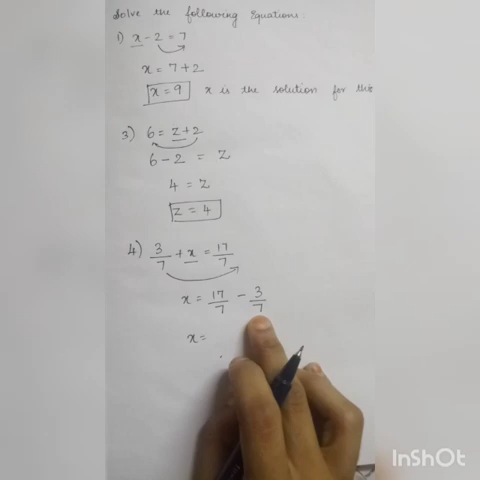 Solve the following Equations:
1) x - 2 = 7
x = 7 + 2
x = 9 x is the solution for the
3) 6 = z + 2
6 - 2 = z
4 = z
z = 4
4) 3/7 + x = 17/7
x = 17/7 - 3/7
x =
InShOt